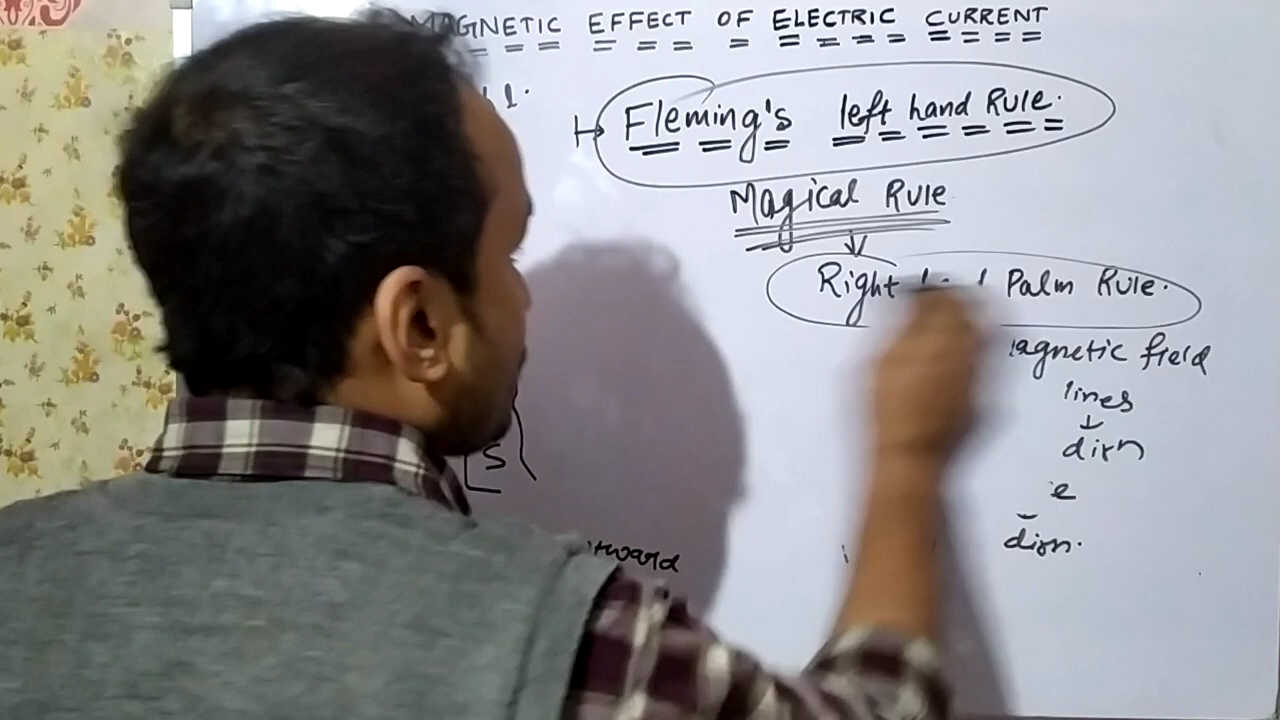 MAGNETIC EFFECT OF ELECTRIC CURRENT
Fleming's left hand Rule.
Magical Rule
Right Palm Rule.
agnetic field
lines
dirn
e
dirn.
S
tward